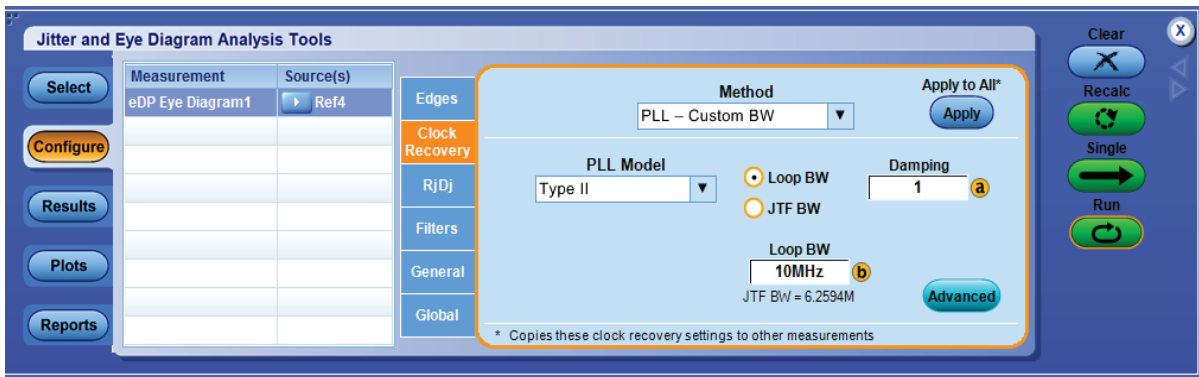 Jitter and Eye Diagram Analysis Tools
Select
Configure
Results
Plots
Reports
Measurement Source(s)
eDP Eye Diagram1 Ref4
Edges
Clock
Recovery
RjDj
Filters
General
Global
Method
PLL – Custom BW
Apply to All*
Apply
PLL Model
Type II
Loop BW
JTF BW
Damping
1 a
Loop BW
10MHz b
JTF BW = 6.2594M
Advanced
* Copies these clock recovery settings to other measurements
Clear
X
Recalc
Single
Run